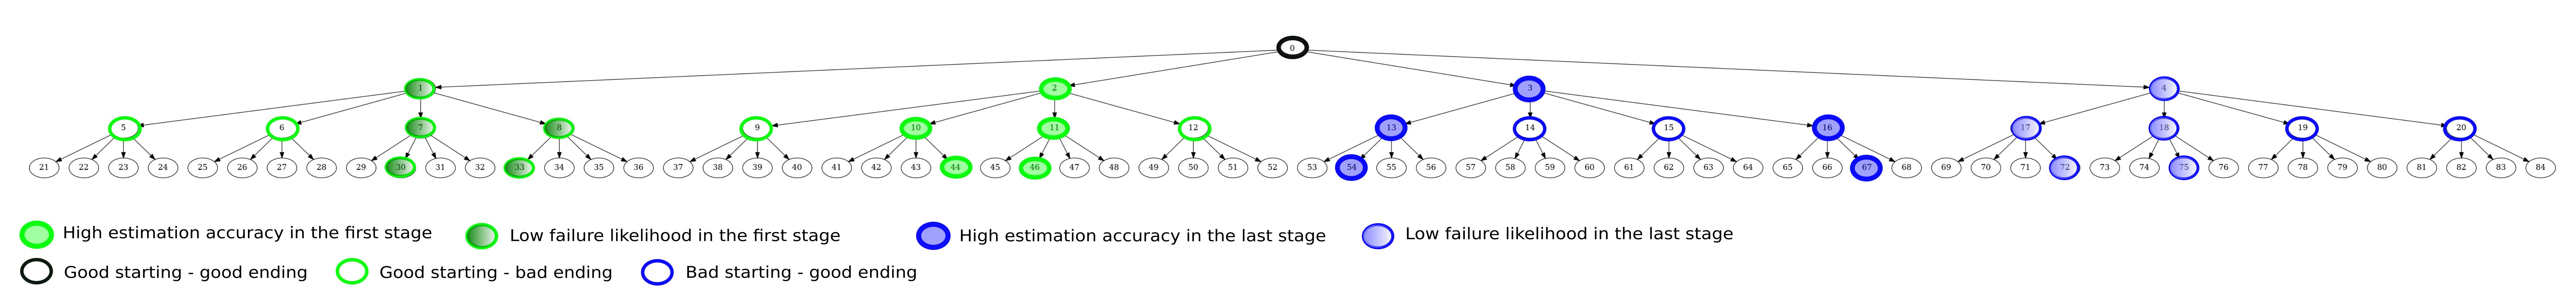 0
1 2 3 4
5 6 7 8 9 10 11 12 13 14 15 16 17 18 19 20
21 22 23 24 25 26 27 28 29 30 31 32 33 34 35 36 37 38 39 40 41 42 43 44 45 46 47 48 49 50 51 52 53 54 55 56 57 58 59 60 61 62 63 64 65 66 67 68 69 70 71 72 73 74 75 76 77 78 79 80 81 82 83 84
High estimation accuracy in the first stage Low failure likelihood in the first stage High estimation accuracy in the last stage Low failure likelihood in the last stage
Good starting - good ending Good starting - bad ending Bad starting - good ending